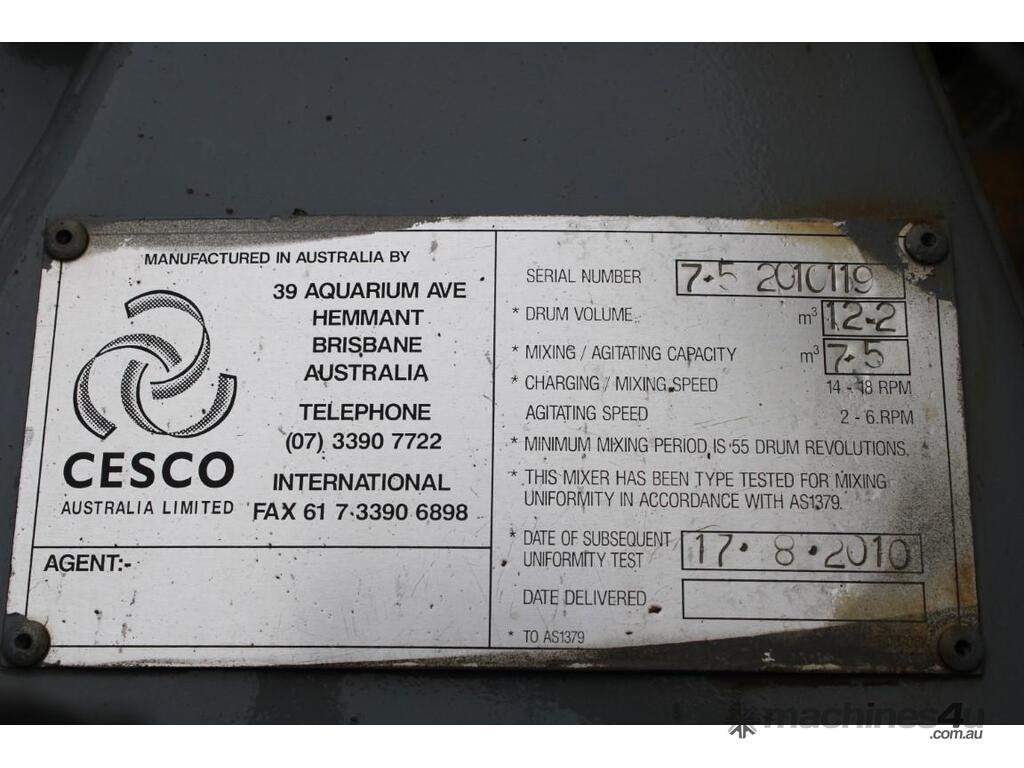 MANUFACTURED IN AUSTRALIA BY
39 AQUARIUM AVE
HEMMANT
BRISBANE
AUSTRALIA
TELEPHONE
(07) 3390 7722
INTERNATIONAL
FAX 61 7 3390 6898
CESCO
AUSTRALIA LIMITED
AGENT:-
SERIAL NUMBER 7.5 2010119
* DRUM VOLUME m³ 12.2
* MIXING / AGITATING CAPACITY m³ 7.5
* CHARGING / MIXING SPEED 14 - 18 RPM
AGITATING SPEED 2 - 6 RPM
* MINIMUM MIXING PERIOD IS 55 DRUM REVOLUTIONS.
* THIS MIXER HAS BEEN TYPE TESTED FOR MIXING
UNIFORMITY IN ACCORDANCE WITH AS1379.
* DATE OF SUBSEQUENT
UNIFORMITY TEST 17.8.2010
DATE DELIVERED
* TO AS1379
machines4u
.com.au